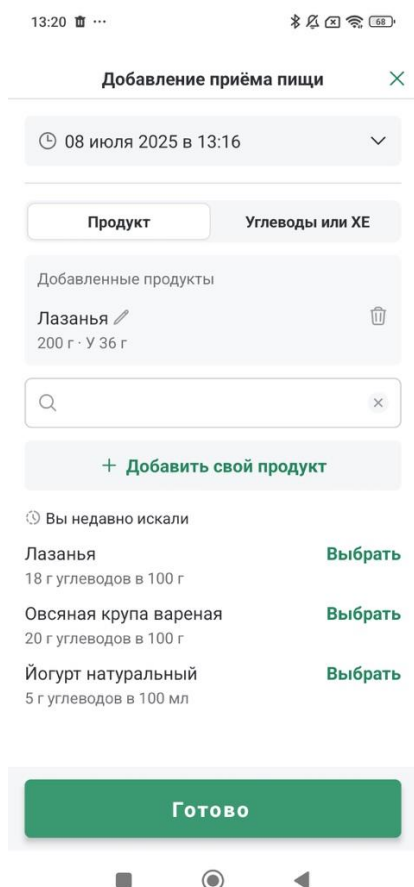 13:20 ...
68
Добавление приёма пищи
08 июля 2025 в 13:16
Продукт
Углеводы или ХЕ
Добавленные продукты
Лазанья
200 г · У 36 г
+ Добавить свой продукт
Вы недавно искали
Лазанья
Выбрать
18 г углеводов в 100 г
Овсяная крупа вареная
Выбрать
20 г углеводов в 100 г
Йогурт натуральный
Выбрать
5 г углеводов в 100 мл
Готово